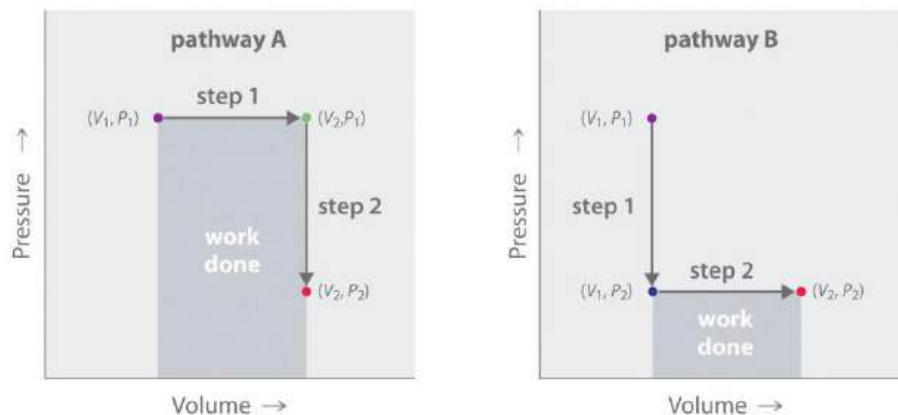 pathway A
step 1
(V₁, P₁)
(V₂,P₁)
step 2
work
done
(V₂, P₂)
Pressure →
Volume →
pathway B
(V₁, P₁)
step 1
step 2
(V₁, P₂)
(V₂, P₂)
work
done
Pressure →
Volume →